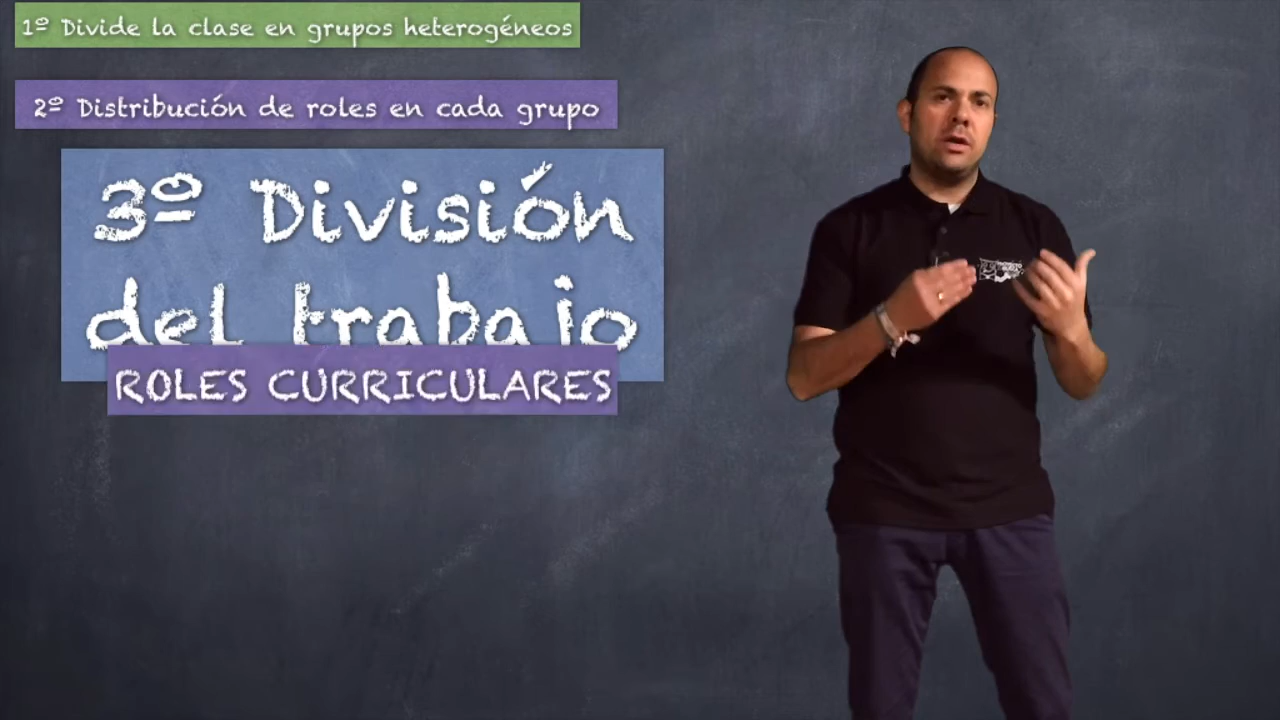 1º Divide la clase en grupos heterogéneos
2º Distribución de roles en cada grupo
3º División
del trabajo
ROLES CURRICULARES